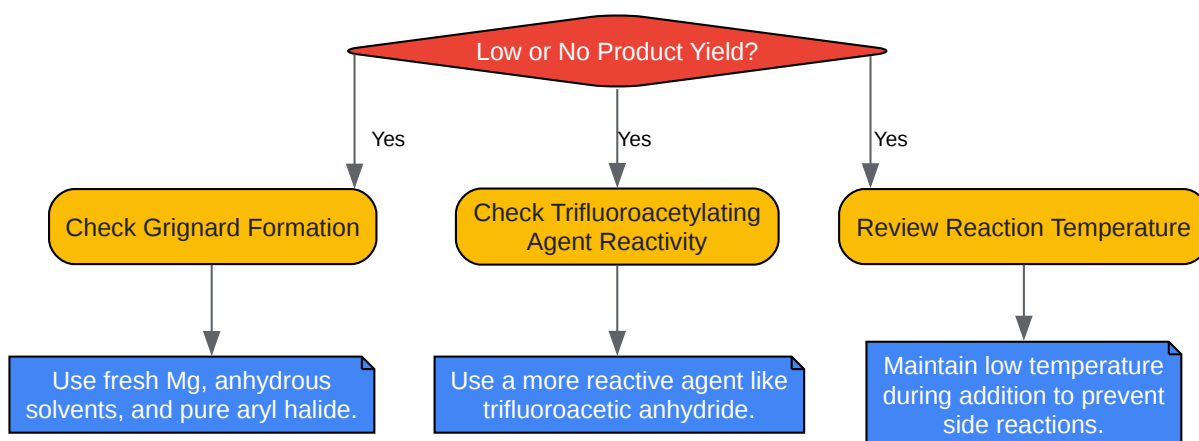 Low or No Product Yield?
Yes
Yes
Yes
Check Grignard Formation
Check Trifluoroacetylating
Agent Reactivity
Review Reaction Temperature
Use fresh Mg, anhydrous
solvents, and pure aryl halide.
Use a more reactive agent like
trifluoroacetic anhydride.
Maintain low temperature
during addition to prevent
side reactions.